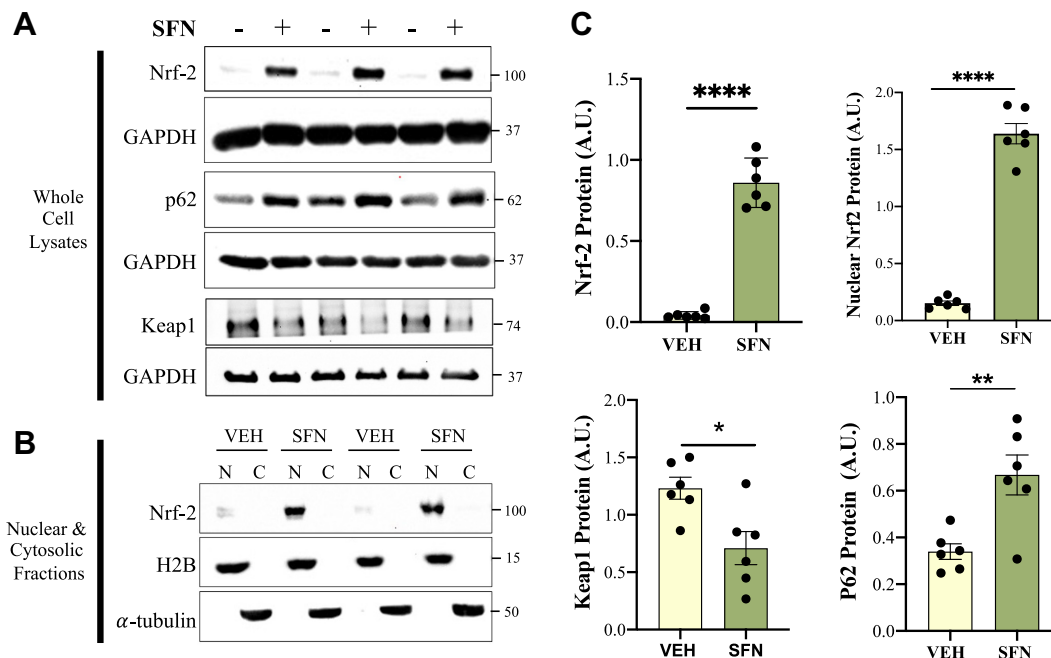 A
SFN - + - + - +
Whole
Cell
Lysates
Nrf-2 100
GAPDH 37
p62 62
GAPDH 37
Keap1 74
GAPDH 37
B
VEH SFN VEH SFN
N C N C N C N C
Nuclear &
Cytosolic
Fractions
Nrf-2 100
H2B 15
α-tubulin 50
C
Nrf-2 Protein (A.U.)
1.5
1.0
0.5
0.0
****
VEH SFN
Nuclear Nrf2 Protein (A.U.)
2.0
1.5
1.0
0.5
0.0
****
VEH SFN
Keap1 Protein (A.U.)
1.5
1.0
0.5
0.0
*
VEH SFN
P62 Protein (A.U.)
1.0
0.8
0.6
0.4
0.2
0.0
**
VEH SFN